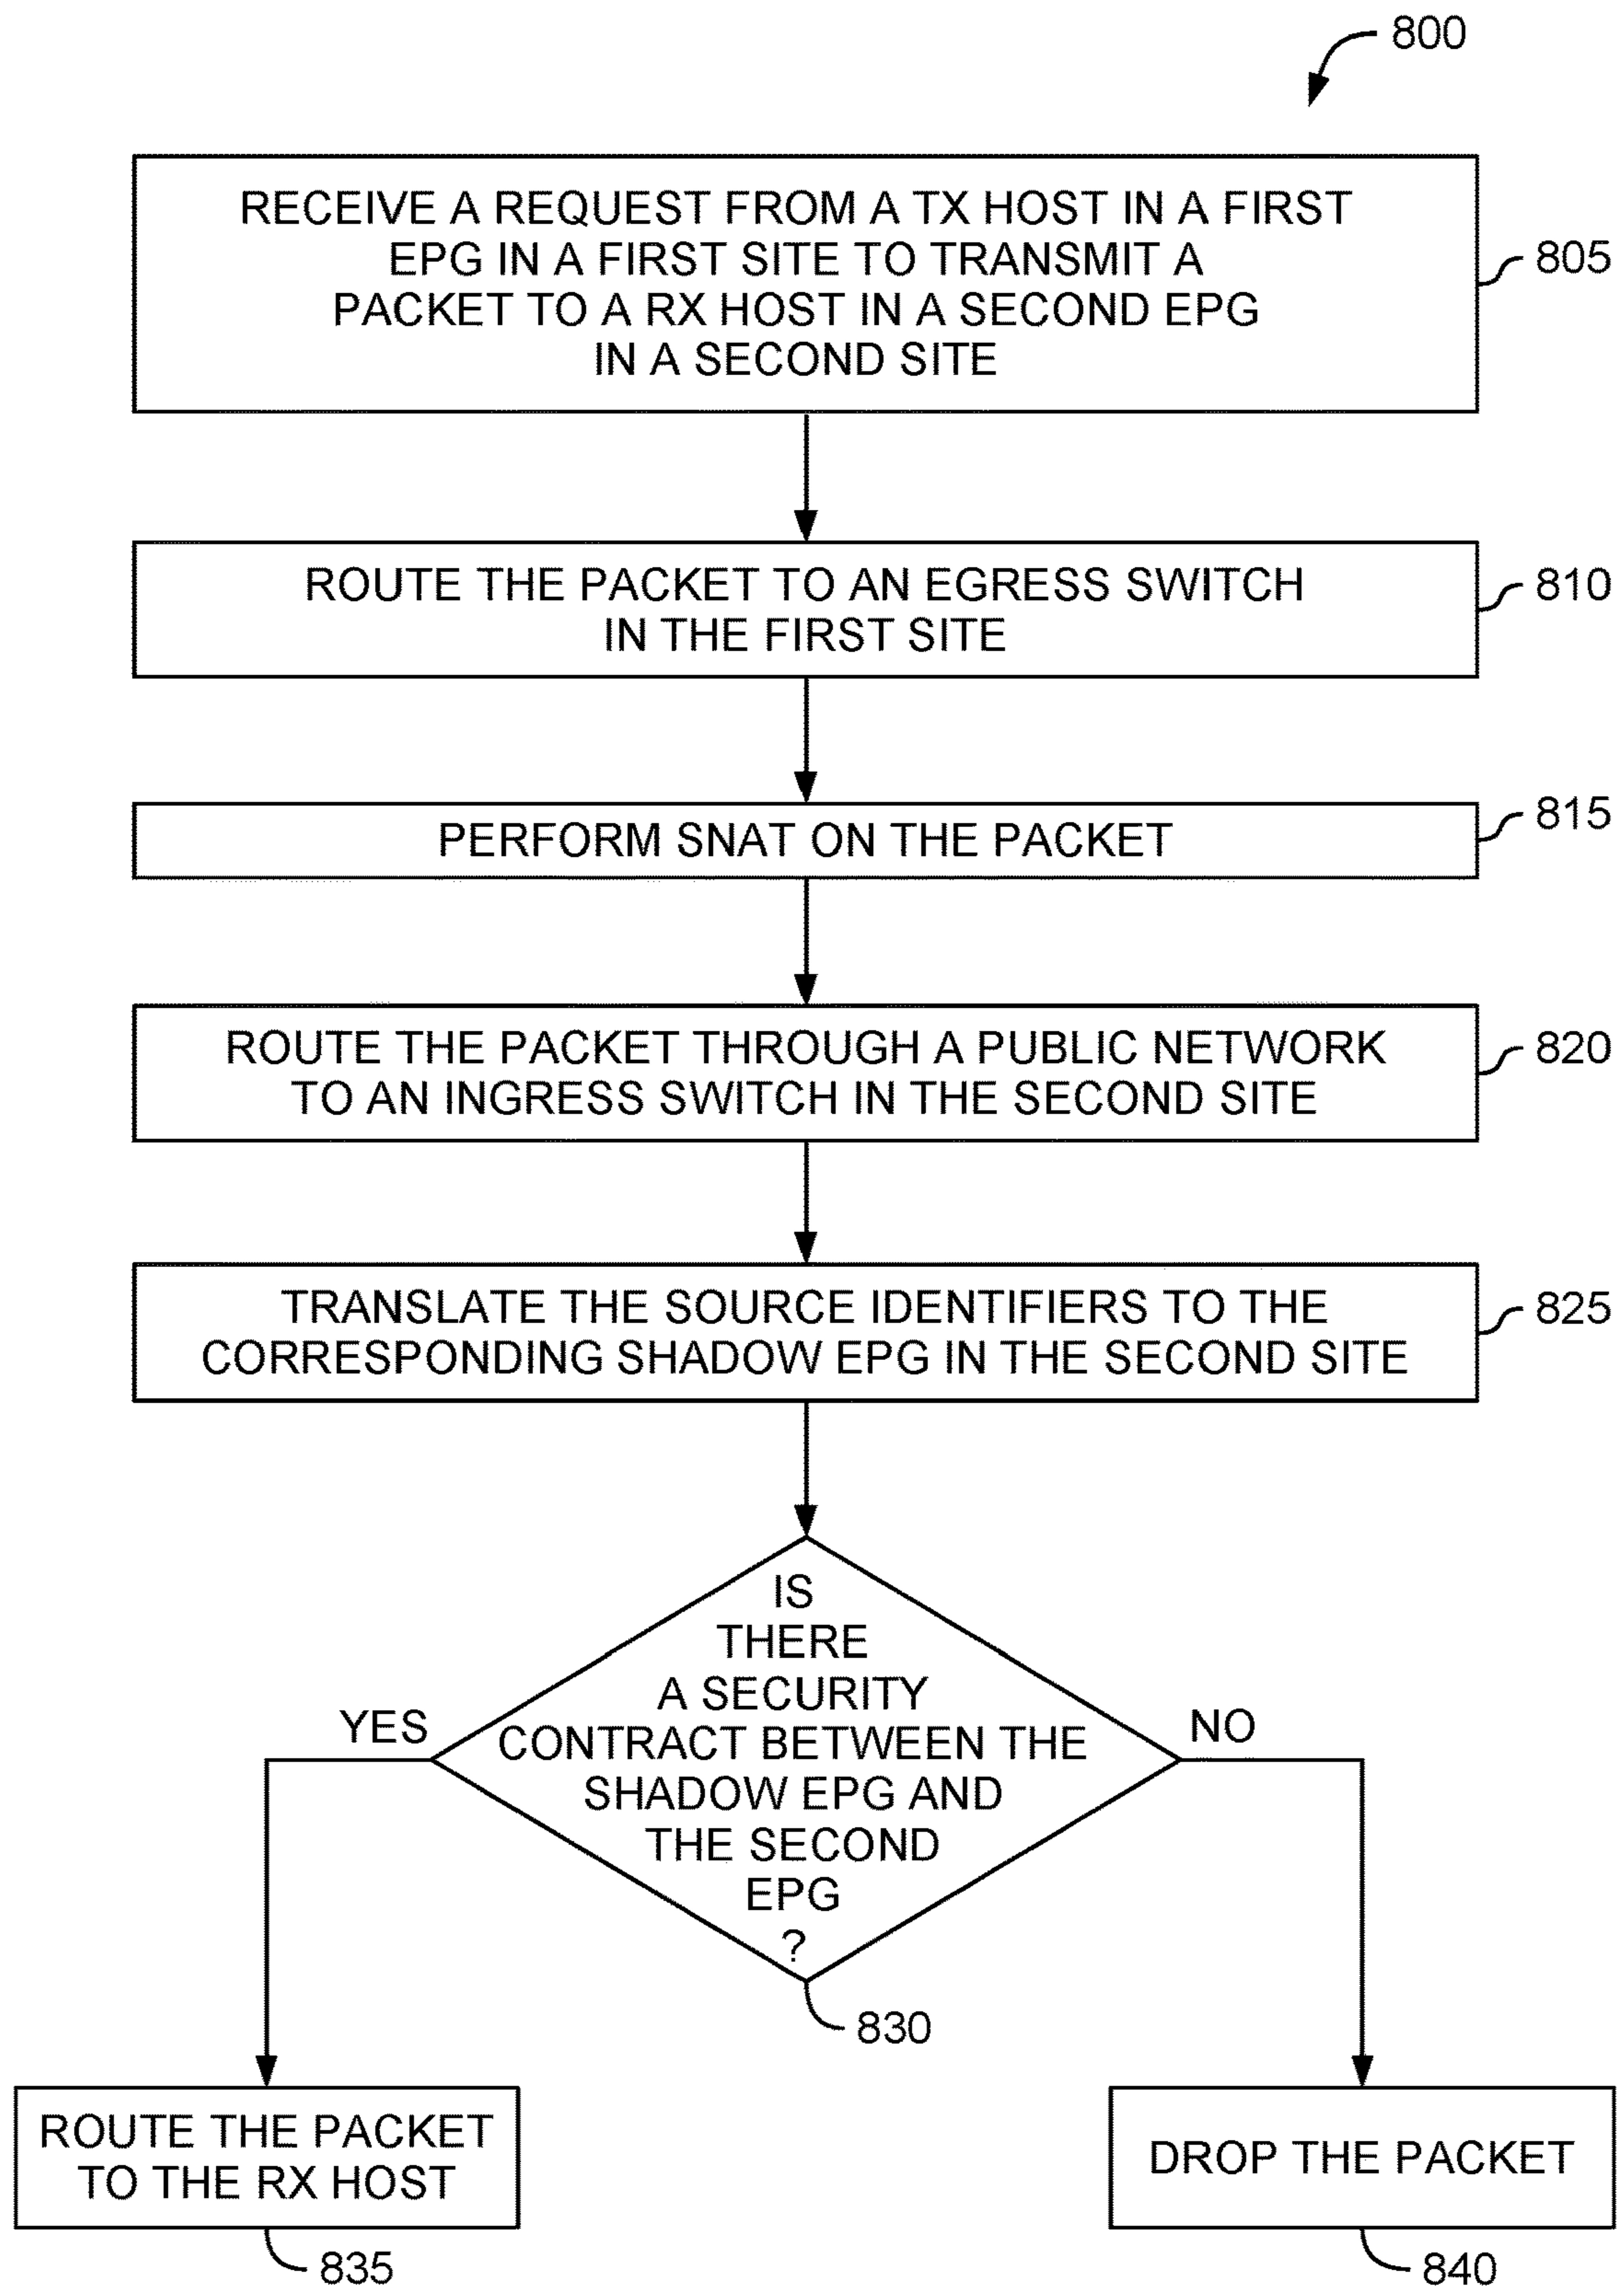 800
RECEIVE A REQUEST FROM A TX HOST IN A FIRST
EPG IN A FIRST SITE TO TRANSMIT A
PACKET TO A RX HOST IN A SECOND EPG
IN A SECOND SITE
805
ROUTE THE PACKET TO AN EGRESS SWITCH
IN THE FIRST SITE
810
PERFORM SNAT ON THE PACKET
815
ROUTE THE PACKET THROUGH A PUBLIC NETWORK
TO AN INGRESS SWITCH IN THE SECOND SITE
820
TRANSLATE THE SOURCE IDENTIFIERS TO THE
CORRESPONDING SHADOW EPG IN THE SECOND SITE
825
IS
THERE
A SECURITY
CONTRACT BETWEEN THE
SHADOW EPG AND
THE SECOND
EPG
?
830
YES
NO
ROUTE THE PACKET
TO THE RX HOST
835
DROP THE PACKET
840